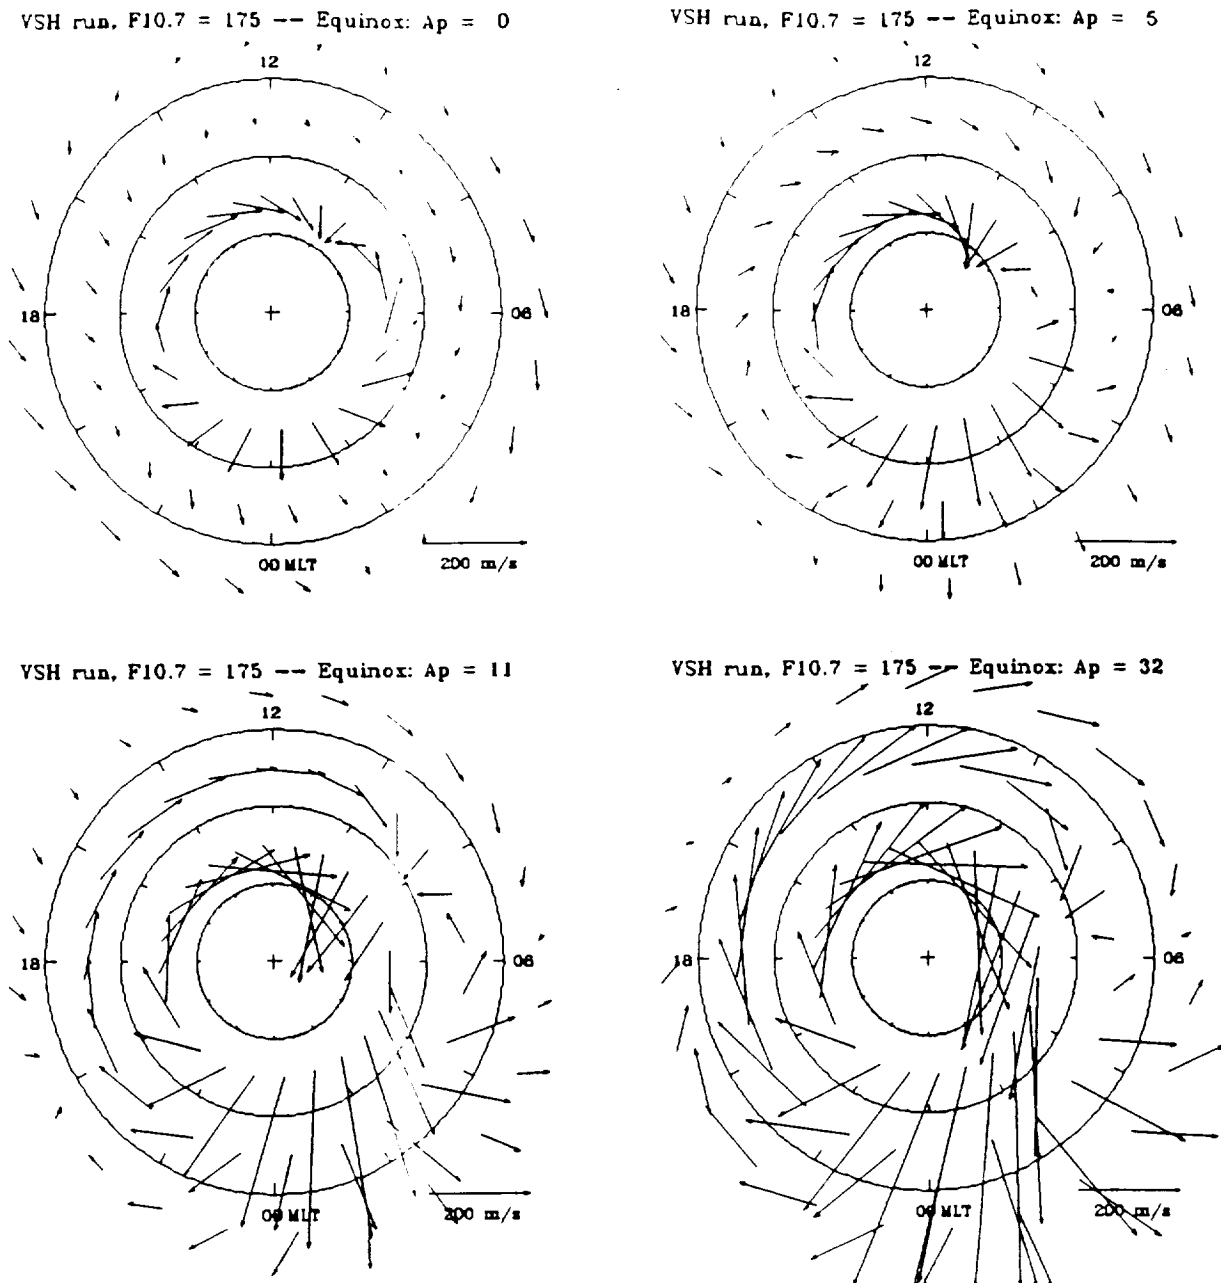 VSH run, F10.7 = 175 -- Equinox: Ap = 0
12
18
06
00 MLT
200 m/s
VSH run, F10.7 = 175 -- Equinox: Ap = 5
12
18
06
00 MLT
200 m/s
VSH run, F10.7 = 175 -- Equinox: Ap = 11
12
18
06
00 MLT
200 m/s
VSH run, F10.7 = 175 -- Equinox: Ap = 32
12
18
06
00 MLT
200 m/s